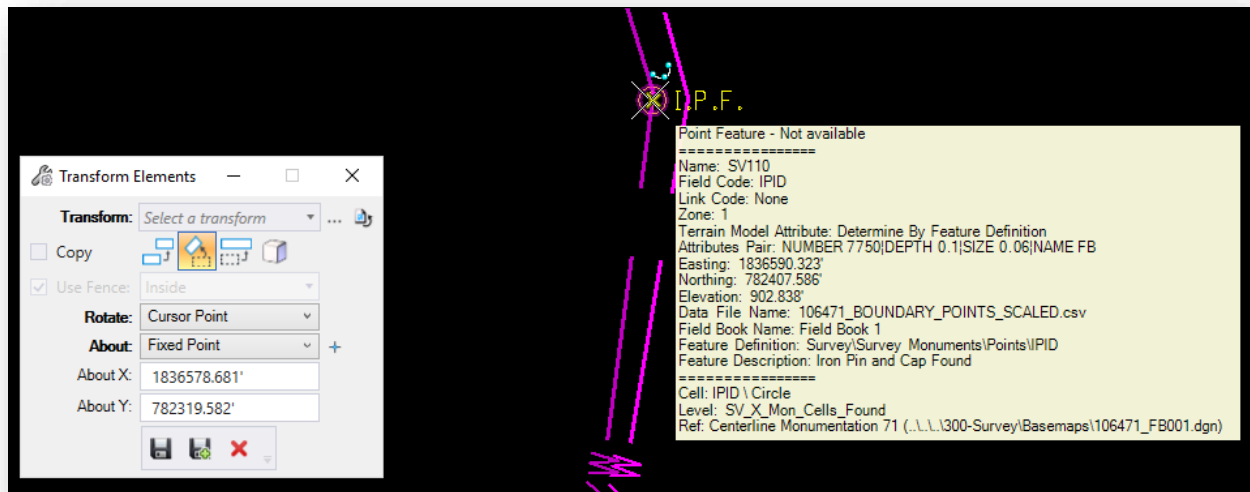 I.P.F.
Point Feature - Not available
================
Name: SV110
Field Code: IPID
Link Code: None
Zone: 1
Terrain Model Attribute: Determine By Feature Definition
Attributes Pair: NUMBER 7750¦DEPTH 0.1¦SIZE 0.06¦NAME FB
Easting: 1836590.323'
Northing: 782407.586'
Elevation: 902.838'
Data File Name: 106471_BOUNDARY_POINTS_SCALED.csv
Field Book Name: Field Book 1
Feature Definition: Survey\Survey Monuments\Points\IPID
Feature Description: Iron Pin and Cap Found
================
Cell: IPID \ Circle
Level: SV_X_Mon_Cells_Found
Ref: Centerline Monumentation 71 (..\..\..\300-Survey\Basemaps\106471_FB001.dgn)
Transform Elements
Transform: Select a transform ...
Copy
Use Fence: Inside
Rotate: Cursor Point
About: Fixed Point
About X: 1836578.681'
About Y: 782319.582'